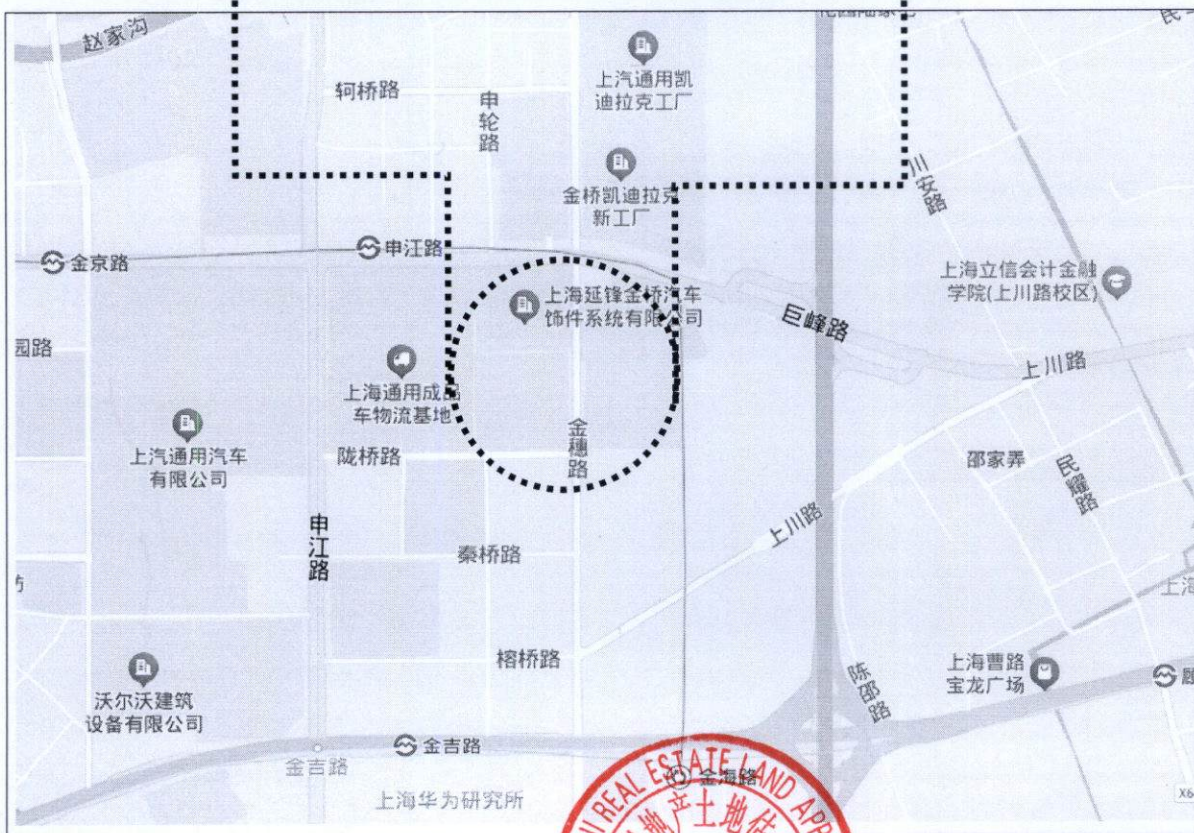 赵家沟
民
轲桥路
申轮路
上汽通用凯
迪拉克工厂
金桥凯迪拉克
新工厂
川安路
金京路
申江路
上海立信会计金融
学院(上川路校区)
上海延锋金桥汽车
饰件系统有限公司
巨峰路
园路
上川路
上海通用成品
车物流基地
金穗路
上汽通用汽车
有限公司
陇桥路
邵家弄
民耀路
上川路
申江路
秦桥路
上海
榕桥路
上海曹路
宝龙广场
陈邵路
沃尔沃建筑
设备有限公司
金吉路
金吉路
金海路
上海华为研究所
X6
REAL ESTATE LAND APPR
产土地估